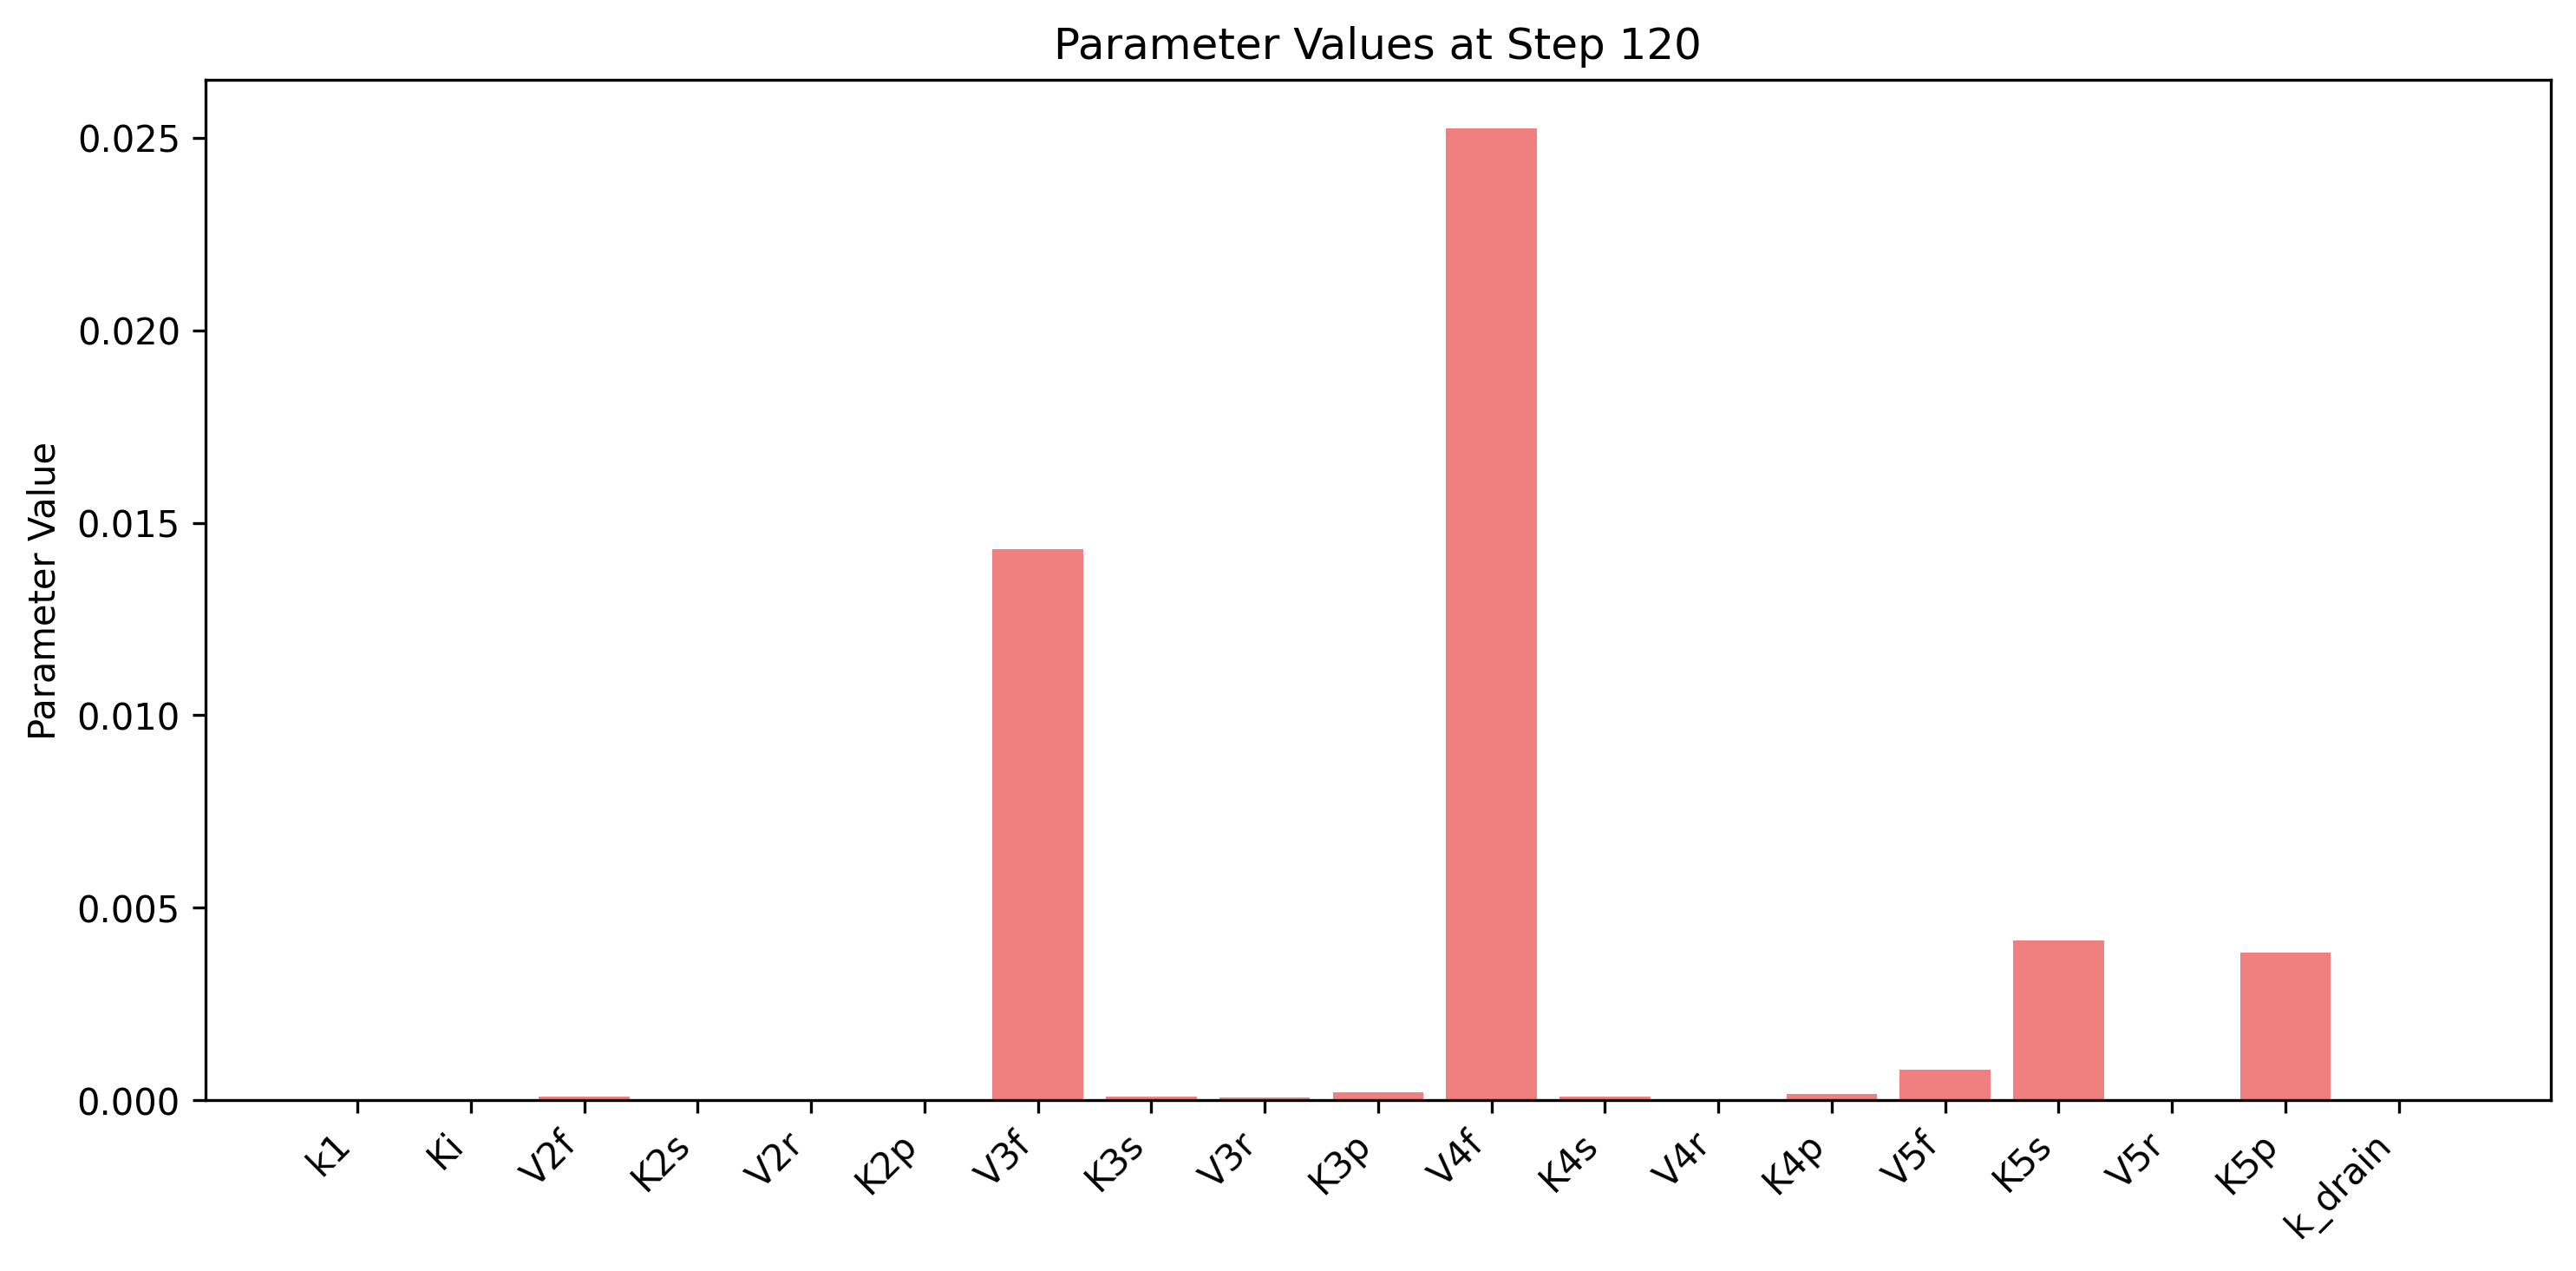 Parameter Values at Step 120
Parameter Value
0.025
0.020
0.015
0.010
0.005
0.000
k1
Ki
V2f
K2s
V2r
K2p
V3f
K3s
V3r
K3p
V4f
K4s
V4r
K4p
V5f
K5s
V5r
K5p
k_drain